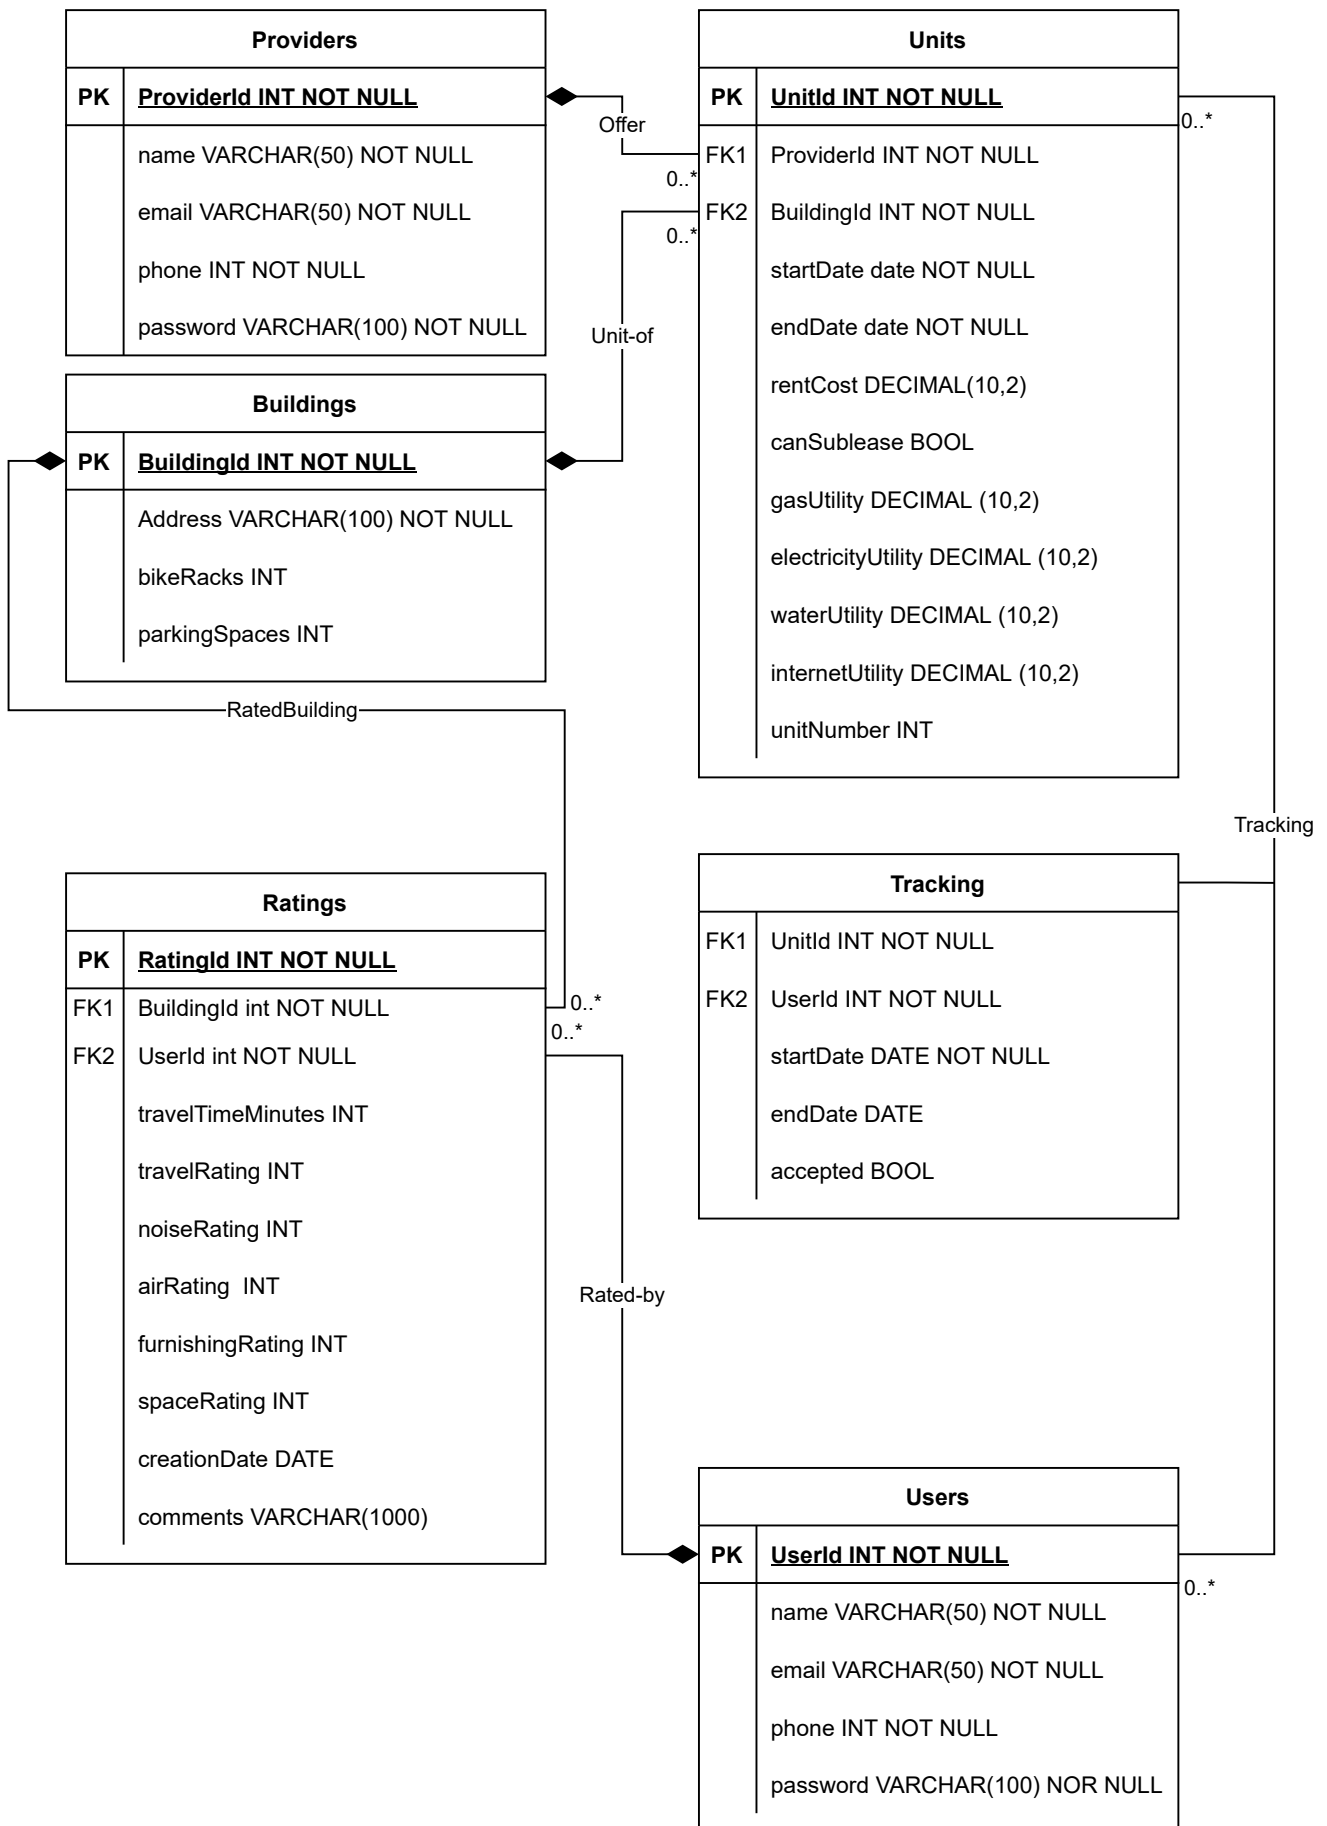 Providers
PK ProviderId INT NOT NULL
name VARCHAR(50) NOT NULL
email VARCHAR(50) NOT NULL
phone INT NOT NULL
password VARCHAR(100) NOT NULL
Offer
0..*
0..*
Unit-of
Units
PK UnitId INT NOT NULL
0..*
FK1 ProviderId INT NOT NULL
FK2 BuildingId INT NOT NULL
startDate date NOT NULL
endDate date NOT NULL
rentCost DECIMAL(10,2)
canSublease BOOL
gasUtility DECIMAL (10,2)
electricityUtility DECIMAL (10,2)
waterUtility DECIMAL (10,2)
internetUtility DECIMAL (10,2)
unitNumber INT
Buildings
PK BuildingId INT NOT NULL
Address VARCHAR(100) NOT NULL
bikeRacks INT
parkingSpaces INT
RatedBuilding
Tracking
Ratings
PK RatingId INT NOT NULL
FK1 BuildingId int NOT NULL
0..*
0..*
FK2 UserId int NOT NULL
travelTimeMinutes INT
travelRating INT
noiseRating INT
airRating  INT
furnishingRating INT
spaceRating INT
creationDate DATE
comments VARCHAR(1000)
Rated-by
Tracking
FK1 UnitId INT NOT NULL
FK2 UserId INT NOT NULL
startDate DATE NOT NULL
endDate DATE
accepted BOOL
Users
PK UserId INT NOT NULL
0..*
name VARCHAR(50) NOT NULL
email VARCHAR(50) NOT NULL
phone INT NOT NULL
password VARCHAR(100) NOR NULL